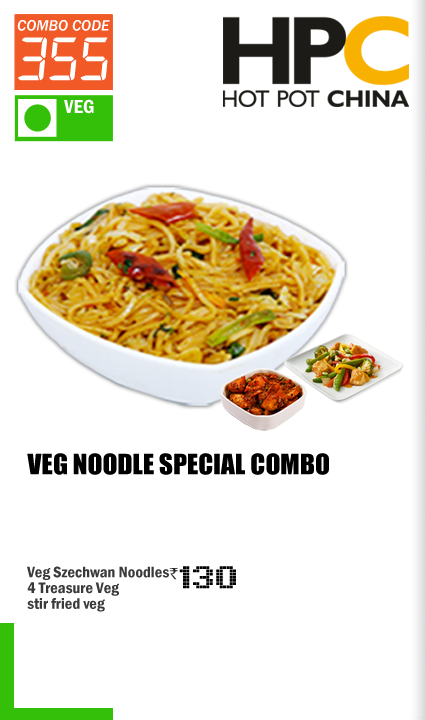 COMBO CODE
355
VEG
HPC
HOT POT CHINA
VEG NOODLE SPECIAL COMBO
Veg Szechwan Noodles ₹130
4 Treasure Veg
stir fried veg